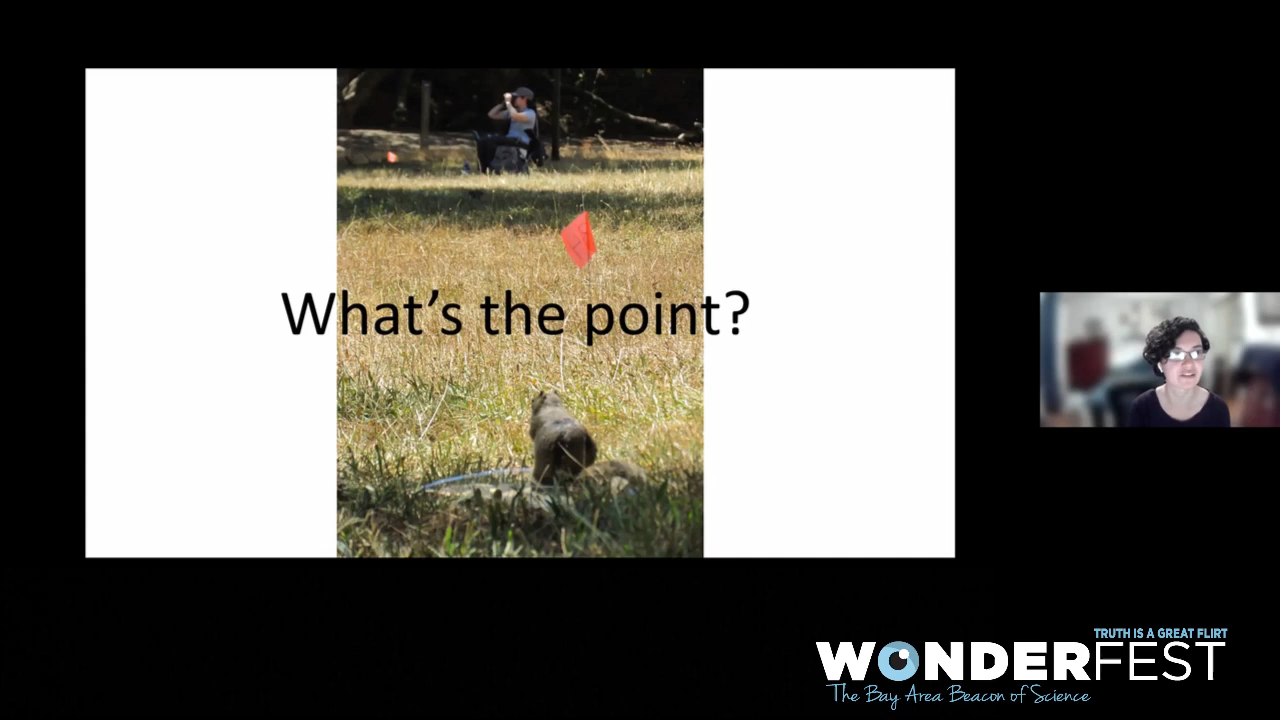 What's the point?
TRUTH IS A GREAT FLIRT
WONDERFEST
The Bay Area Beacon of Science